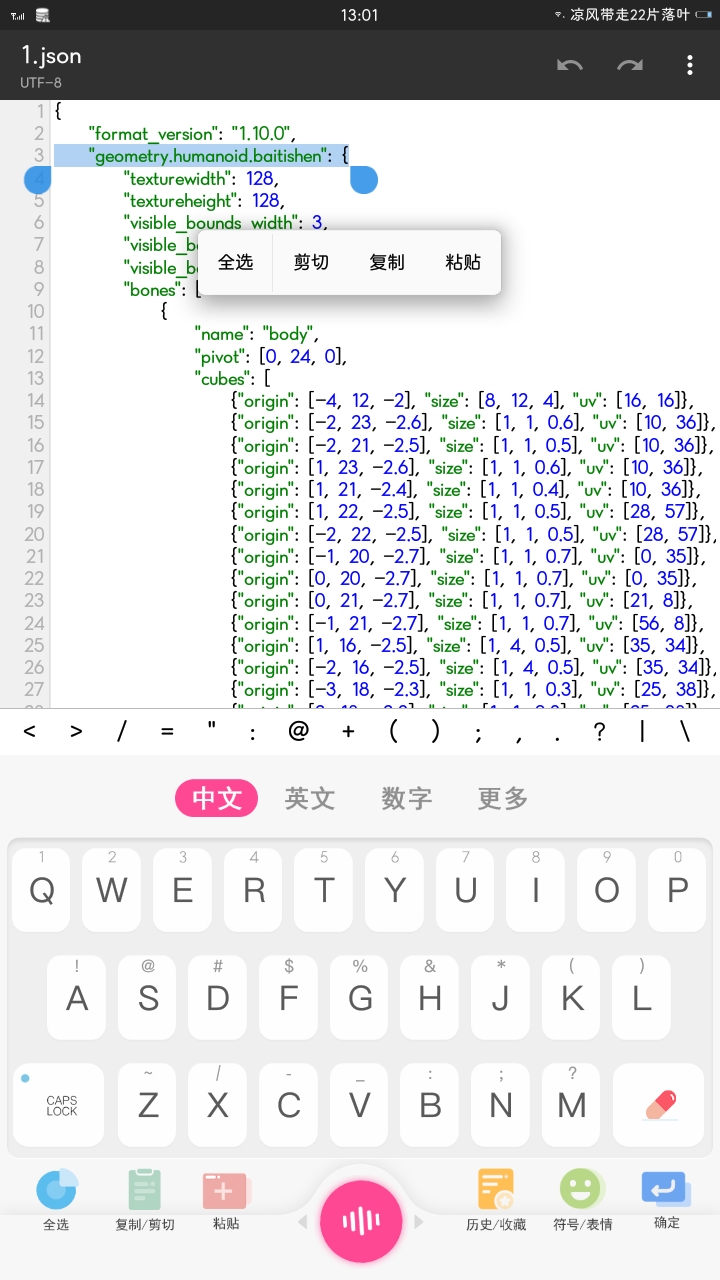 13:01
凉风带走22片落叶
1.json
UTF-8
1 {
2 "format_version": "1.10.0",
3 "geometry.humanoid.baitishen": {
4 "texturewidth": 128,
5 "textureheight": 128,
6 "visible_bounds_width": 3,
7 "visible_b
8 "visible_b
9 "bones": [
全选 剪切 复制 粘贴
10 {
11 "name": "body",
12 "pivot": [0, 24, 0],
13 "cubes": [
14 {"origin": [-4, 12, -2], "size": [8, 12, 4], "uv": [16, 16]},
15 {"origin": [-2, 23, -2.6], "size": [1, 1, 0.6], "uv": [10, 36]},
16 {"origin": [-2, 21, -2.5], "size": [1, 1, 0.5], "uv": [10, 36]},
17 {"origin": [1, 23, -2.6], "size": [1, 1, 0.6], "uv": [10, 36]},
18 {"origin": [1, 21, -2.4], "size": [1, 1, 0.4], "uv": [10, 36]},
19 {"origin": [1, 22, -2.5], "size": [1, 1, 0.5], "uv": [28, 57]},
20 {"origin": [-2, 22, -2.5], "size": [1, 1, 0.5], "uv": [28, 57]},
21 {"origin": [-1, 20, -2.7], "size": [1, 1, 0.7], "uv": [0, 35]},
22 {"origin": [0, 20, -2.7], "size": [1, 1, 0.7], "uv": [0, 35]},
23 {"origin": [0, 21, -2.7], "size": [1, 1, 0.7], "uv": [21, 8]},
24 {"origin": [-1, 21, -2.7], "size": [1, 1, 0.7], "uv": [56, 8]},
25 {"origin": [1, 16, -2.5], "size": [1, 4, 0.5], "uv": [35, 34]},
26 {"origin": [-2, 16, -2.5], "size": [1, 4, 0.5], "uv": [35, 34]},
27 {"origin": [-3, 18, -2.3], "size": [1, 1, 0.3], "uv": [25, 38]},
< > / = " : @ + ( ) ; , . ? | \
中文 英文 数字 更多
1 2 3 4 5 6 7 8 9 0
Q W E R T Y U I O P
! @ # $ % & * ( )
A S D F G H J K L
~ / - _ : ; ?
CAPS LOCK Z X C V B N M
全选 复制/剪切 粘贴 历史/收藏 符号/表情 确定